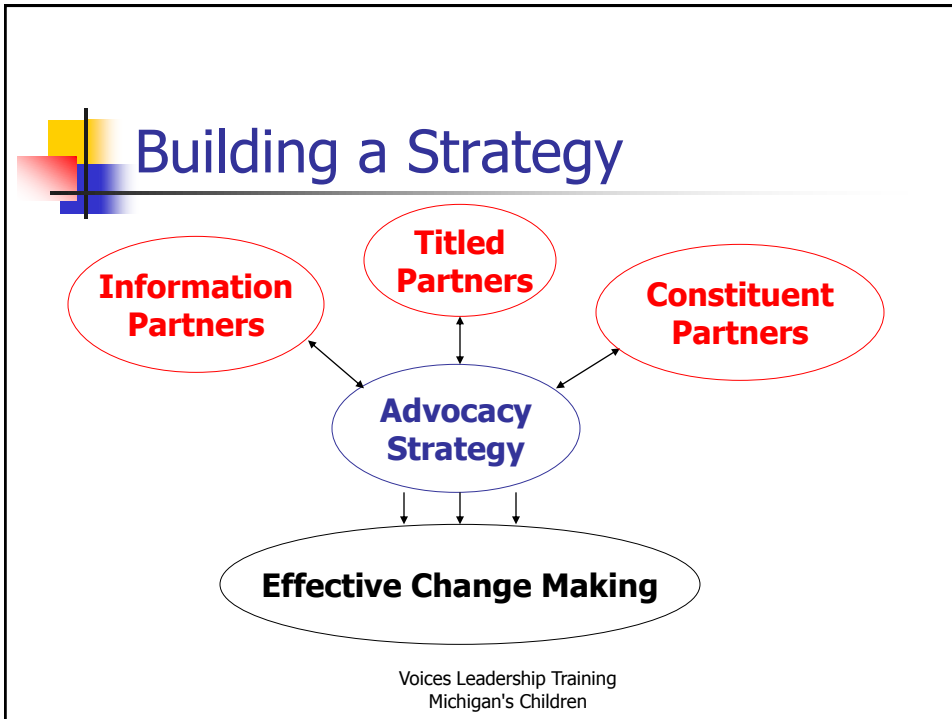 Building a Strategy
Information
Partners
Titled
Partners
Constituent
Partners
Advocacy
Strategy
Effective Change Making
Voices Leadership Training
Michigan's Children